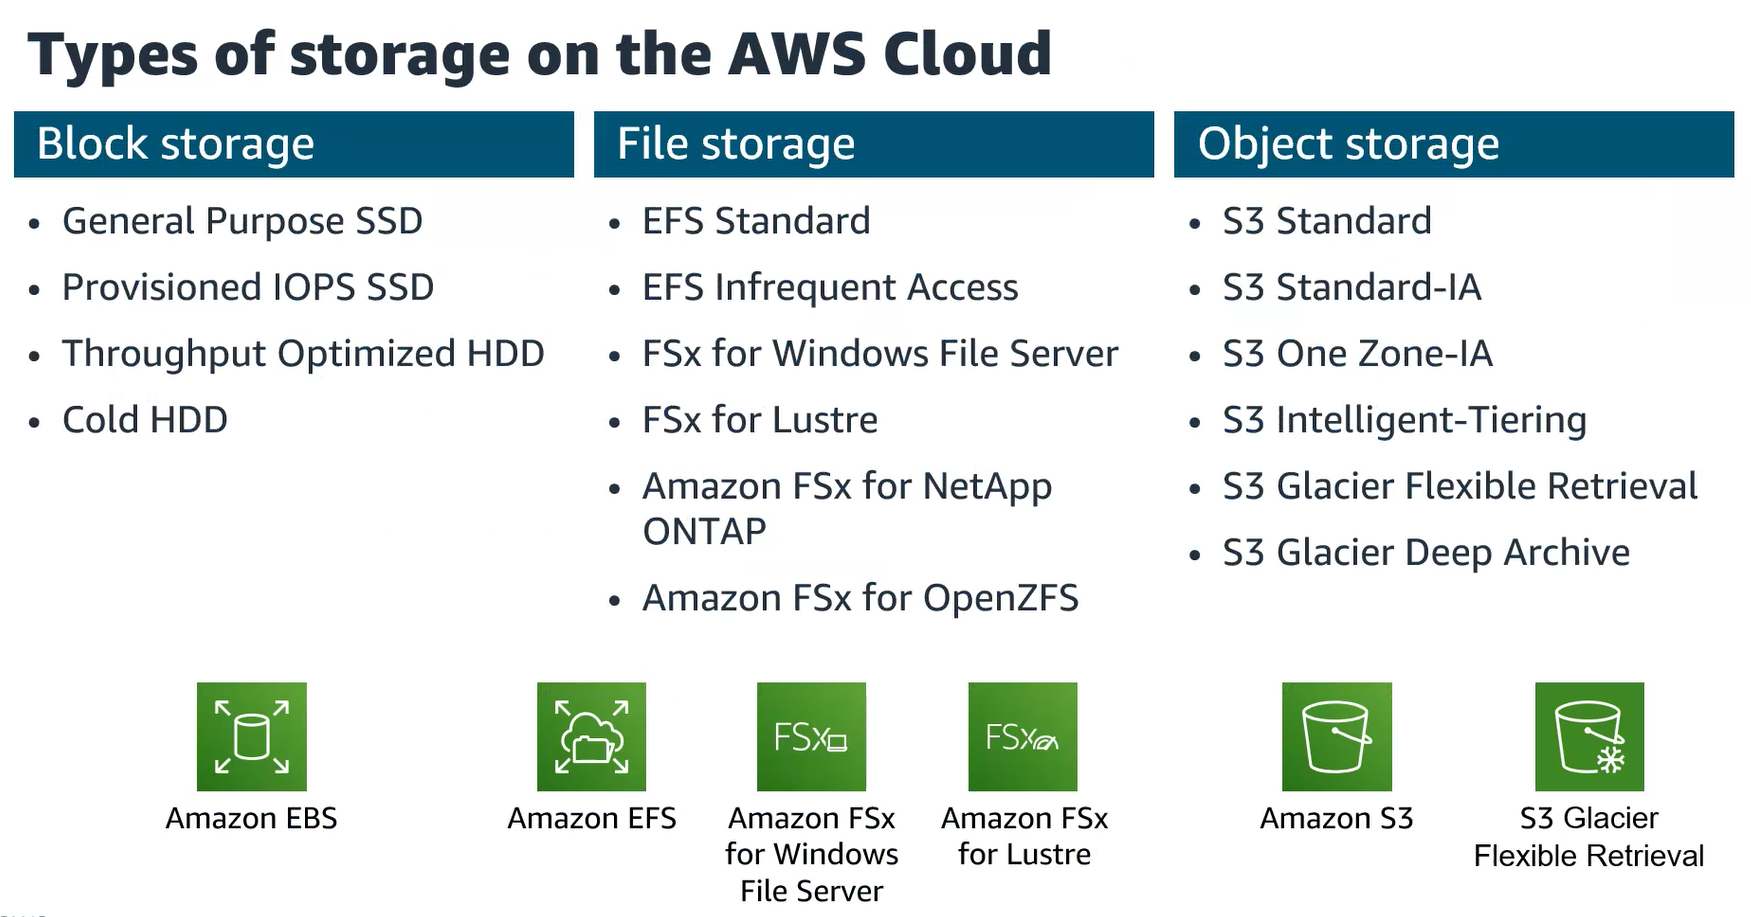 Types of storage on the AWS Cloud
Block storage
General Purpose SSD
Provisioned IOPS SSD
Throughput Optimized HDD
Cold HDD
File storage
EFS Standard
EFS Infrequent Access
FSx for Windows File Server
FSx for Lustre
Amazon FSx for NetApp
ONTAP
Amazon FSx for OpenZFS
Object storage
S3 Standard
S3 Standard-IA
S3 One Zone-IA
S3 Intelligent-Tiering
S3 Glacier Flexible Retrieval
S3 Glacier Deep Archive
Amazon EBS
Amazon EFS
FSx
Amazon FSx
for Windows
File Server
FSx
Amazon FSx
for Lustre
Amazon S3
S3 Glacier
Flexible Retrieval